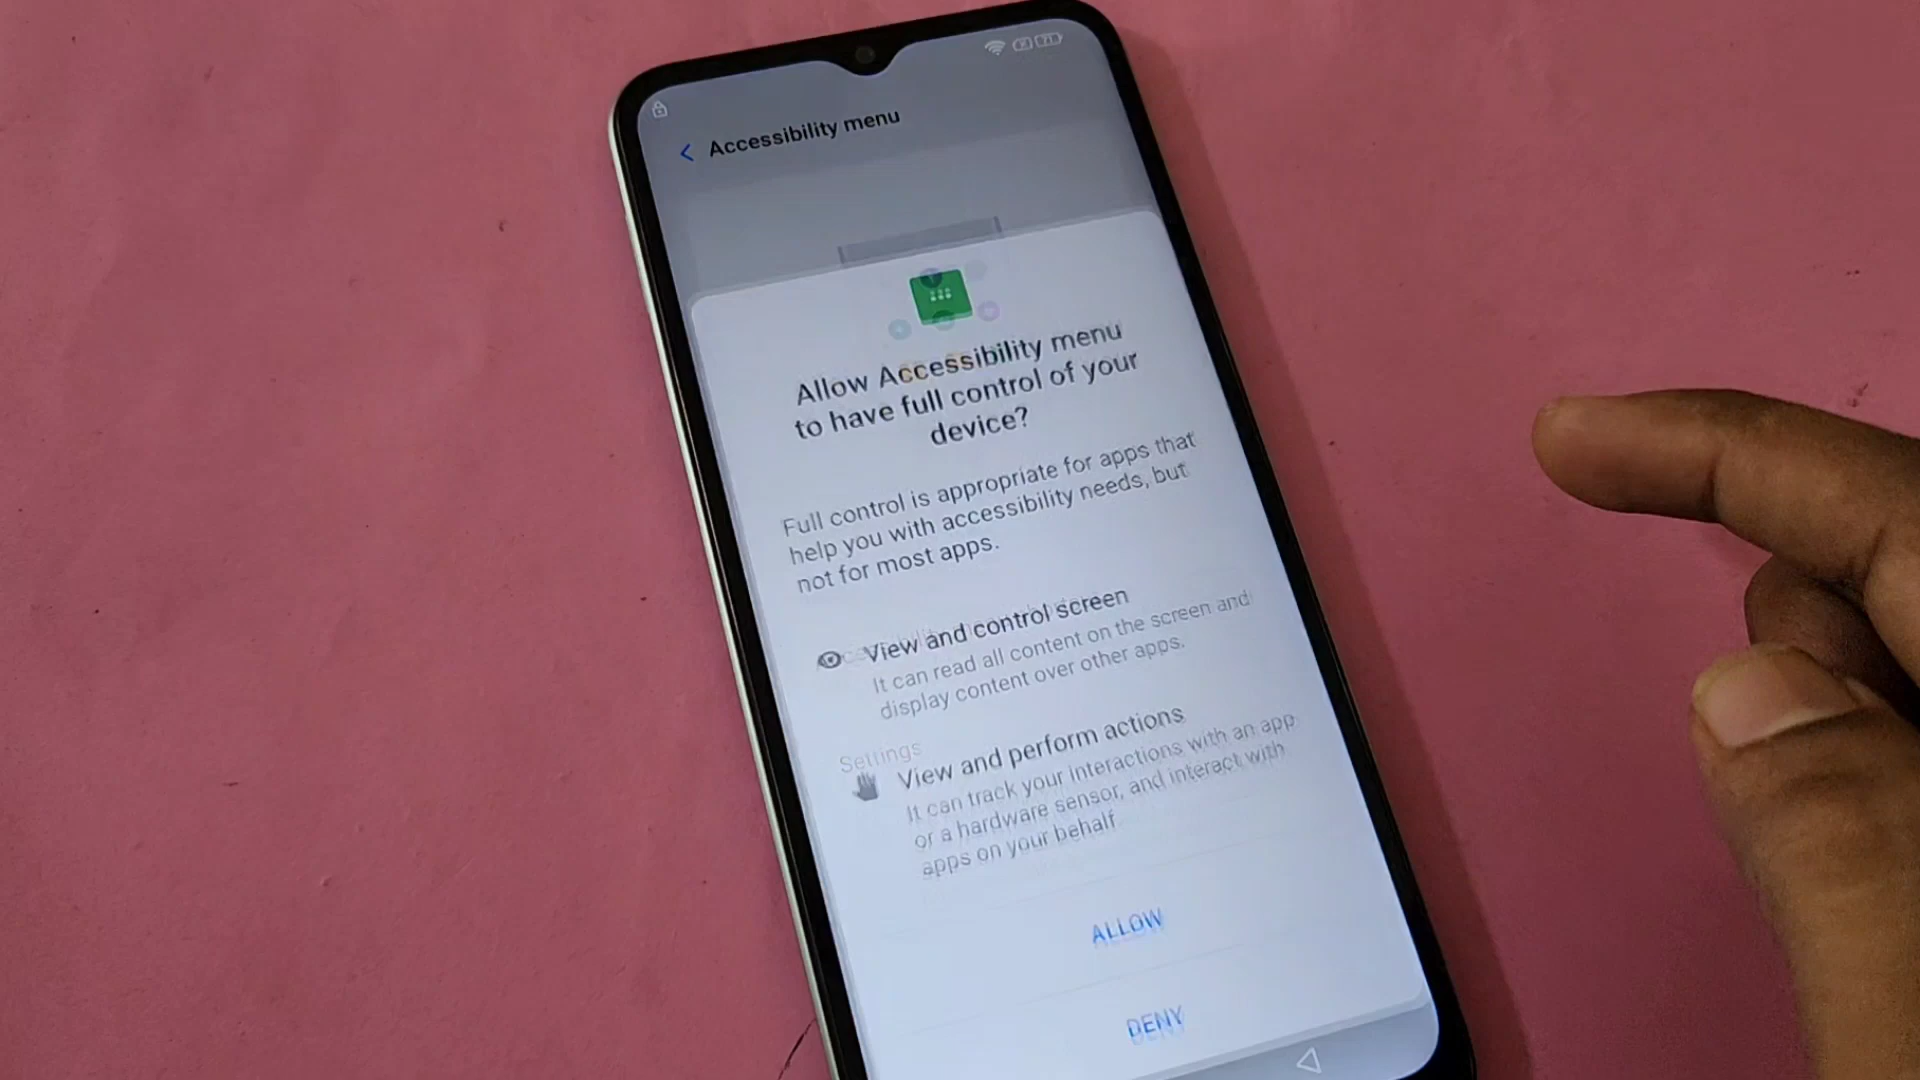 Accessibility menu
Allow Accessibility menu
to have full control of your
device?
Full control is appropriate for apps that
help you with accessibility needs, but
not for most apps.
View and control screen
It can read all content on the screen and
display content over other apps.
Settings
View and perform actions
It can track your interactions with an app
or a hardware sensor, and interact with
apps on your behalf
ALLOW
DENY